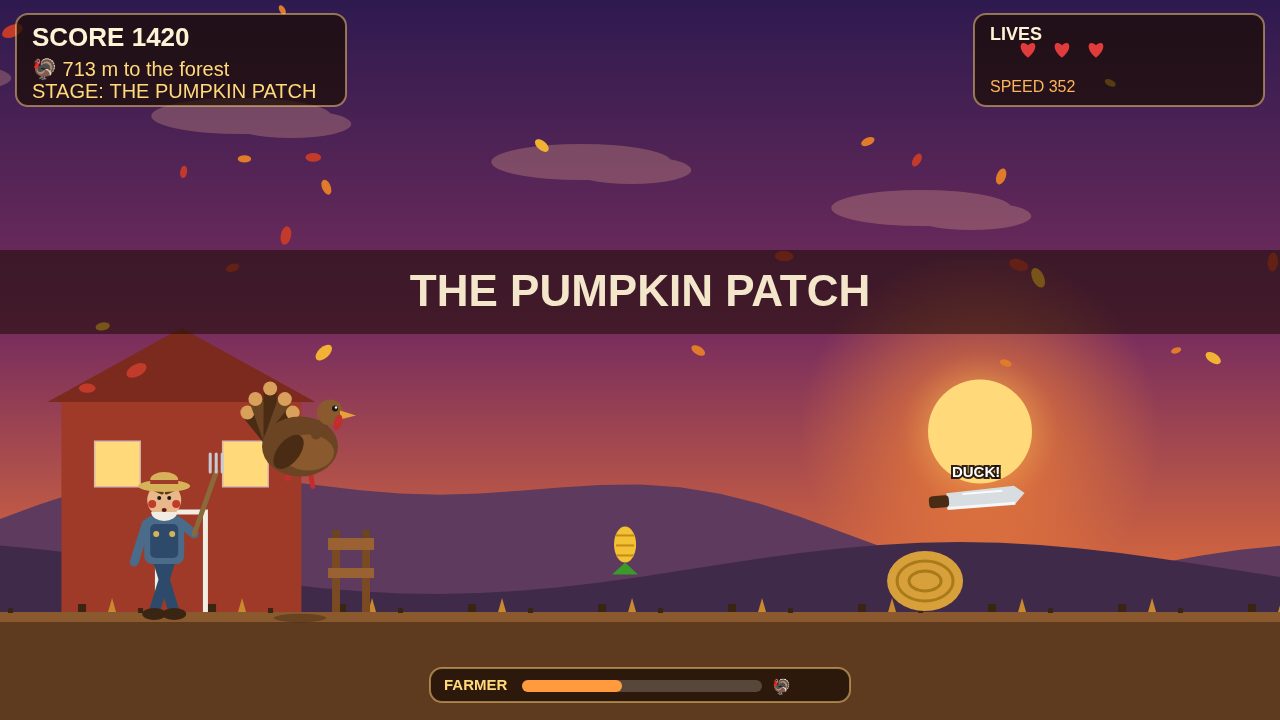 SCORE 1420
🦃 713 m to the forest
STAGE: THE PUMPKIN PATCH
LIVES
SPEED 352
THE PUMPKIN PATCH
DUCK!
FARMER 🦃